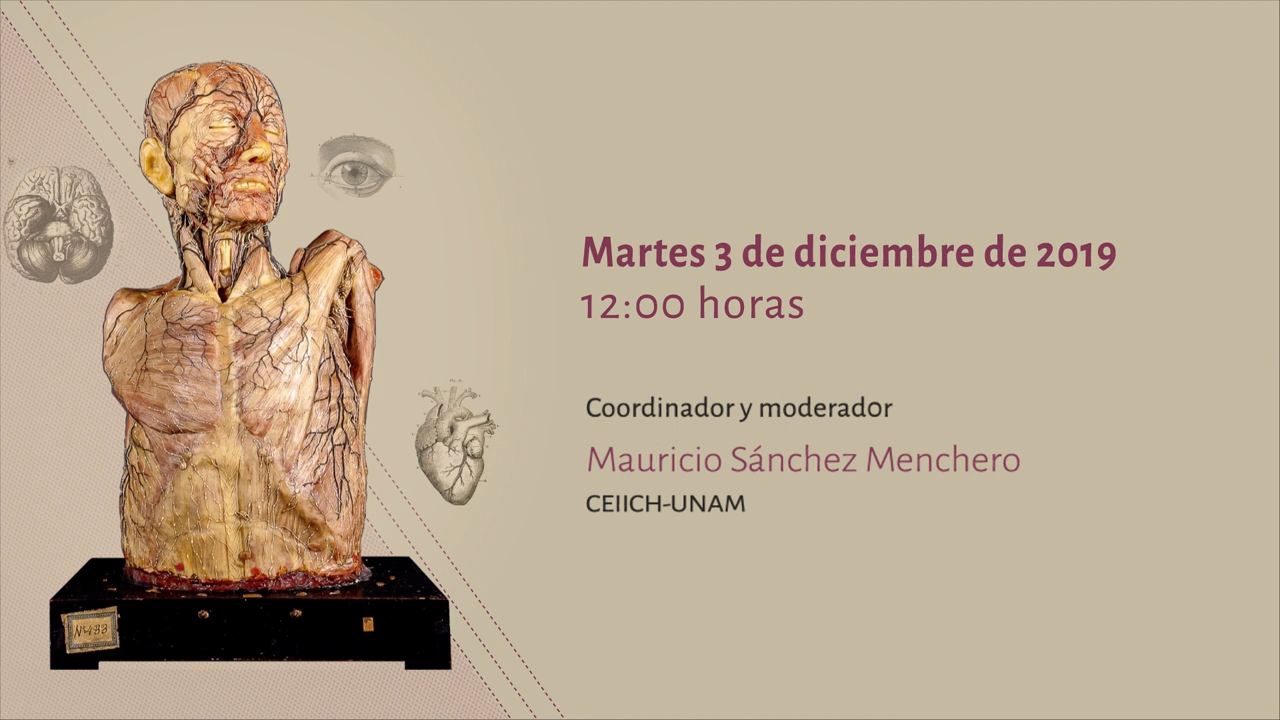 Martes 3 de diciembre de 2019
12:00 horas
Coordinador y moderador
Mauricio Sánchez Menchero
CEIICH-UNAM